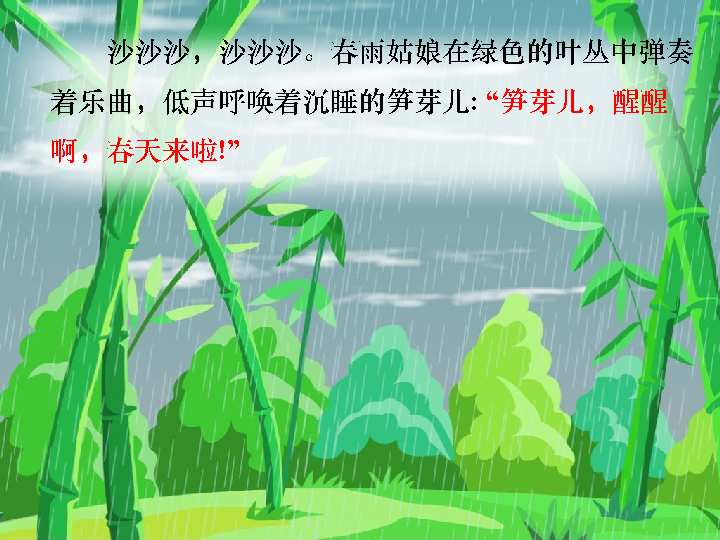 沙沙沙，沙沙沙。春雨姑娘在绿色的叶丛中弹奏
着乐曲，低声呼唤着沉睡的笋芽儿:“笋芽儿，醒醒
啊，春天来啦!”